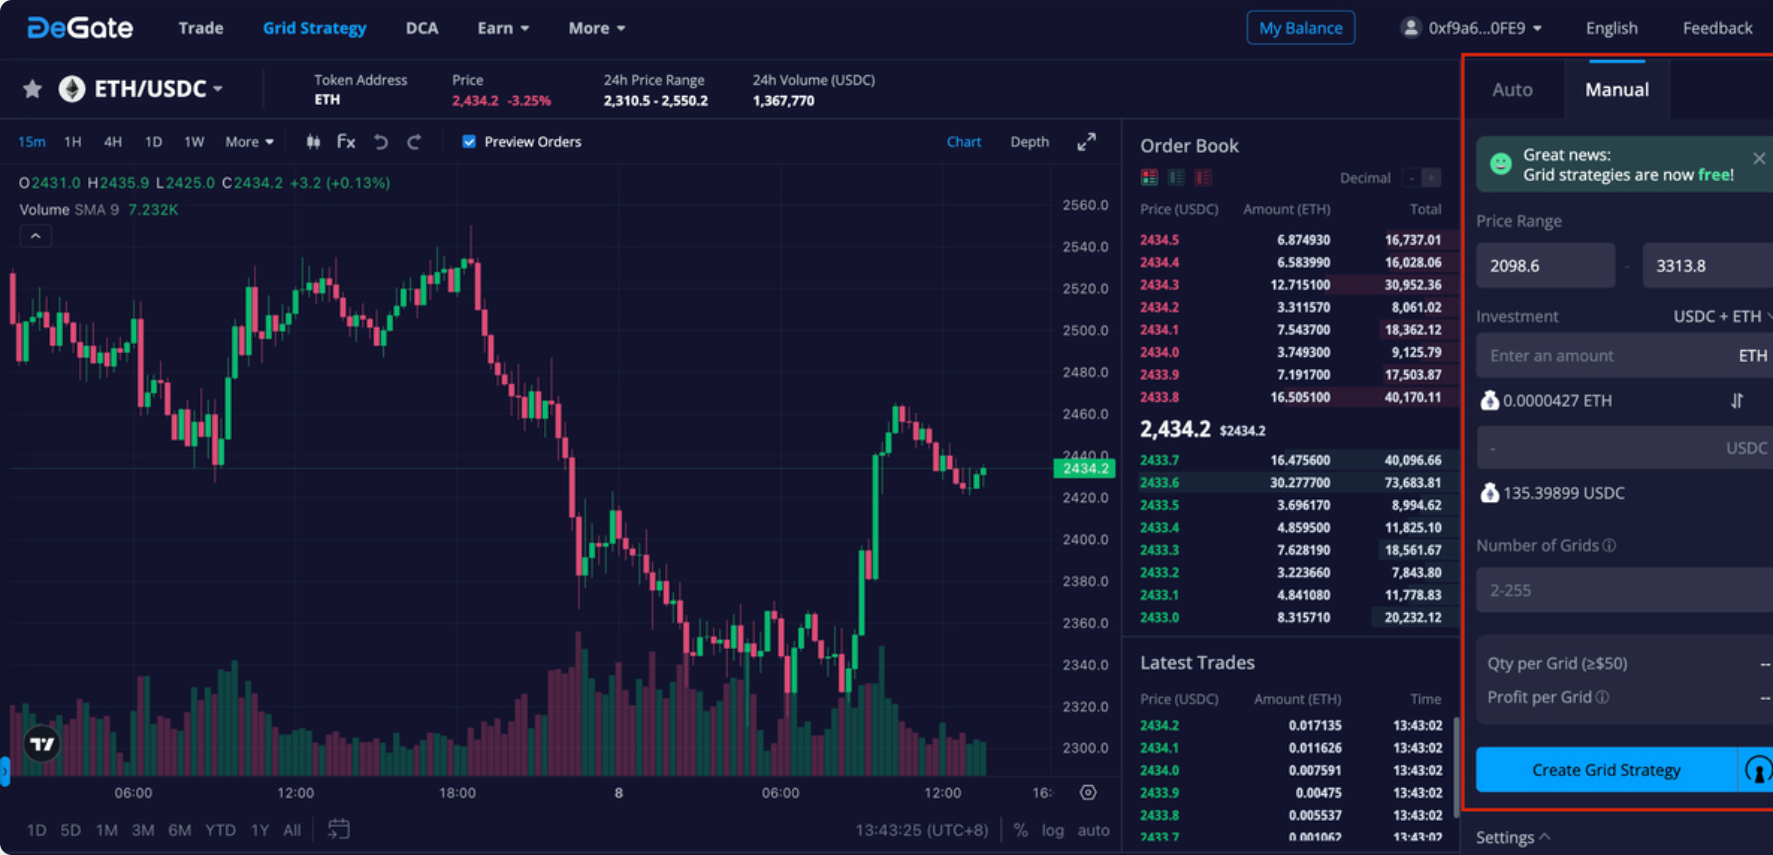 DeGate Trade Grid Strategy DCA Earn More My Balance 0xf9a6...0FE9 English Feedback
ETH/USDC
Token Address Price 24h Price Range 24h Volume (USDC)
ETH 2,434.2 -3.25% 2,310.5 - 2,550.2 1,367,770
15m 1H 4H 1D 1W More Fx Preview Orders Chart Depth
O2431.0 H2435.9 L2425.0 C2434.2 +3.2 (+0.13%)
Volume SMA 9 7.232K
2560.0
2540.0
2520.0
2500.0
2480.0
2460.0
2440.0
2434.2
2420.0
2400.0
2380.0
2360.0
2340.0
2320.0
2300.0
06:00 12:00 18:00 8 06:00 12:00 16:
1D 5D 1M 3M 6M YTD 1Y All 13:43:25 (UTC+8) % log auto
Order Book
Decimal - +
Price (USDC) Amount (ETH) Total
2434.5 6.874930 16,737.01
2434.4 6.583990 16,028.06
2434.3 12.715100 30,952.36
2434.2 3.311570 8,061.02
2434.1 7.543700 18,362.12
2434.0 3.749300 9,125.79
2433.9 7.191700 17,503.87
2433.8 16.505100 40,170.11
2,434.2 $2434.2
2433.7 16.475600 40,096.66
2433.6 30.277700 73,683.81
2433.5 3.696170 8,994.62
2433.4 4.859500 11,825.10
2433.3 7.628190 18,561.67
2433.2 3.223660 7,843.80
2433.1 4.841080 11,778.83
2433.0 8.315710 20,232.12
Latest Trades
Price (USDC) Amount (ETH) Time
2434.2 0.017135 13:43:02
2434.1 0.011626 13:43:02
2434.0 0.007591 13:43:02
2433.9 0.00475 13:43:02
2433.8 0.005537 13:43:02
2433.7 0.001062 13:43:02
Auto Manual
Great news:
Grid strategies are now free!
Price Range
2098.6 - 3313.8
Investment USDC + ETH
Enter an amount ETH
0.0000427 ETH
- USDC
135.39899 USDC
Number of Grids
2-255
Qty per Grid (≥$50) --
Profit per Grid --
Create Grid Strategy
Settings